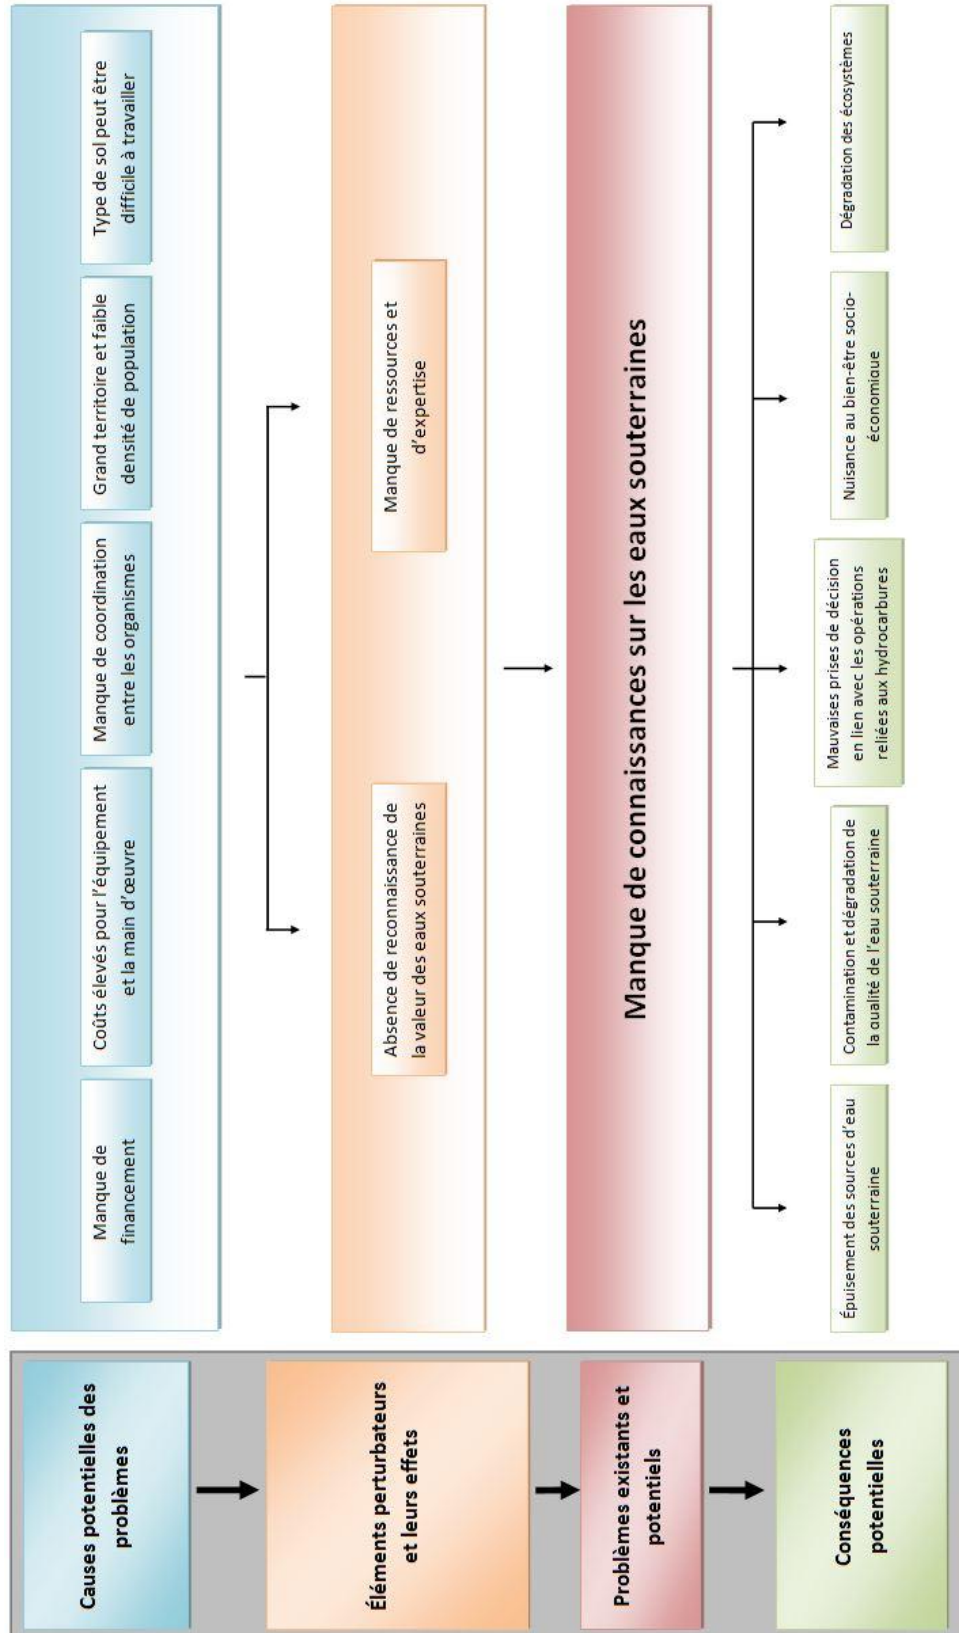 Causes potentielles des
problèmes
Manque de
financement
Coûts élevés pour l'équipement
et la main d'œuvre
Manque de coordination
entre les organismes
Grand territoire et faible
densité de population
Type de sol peut être
difficile à travailler
Éléments perturbateurs
et leurs effets
Absence de reconnaissance de
la valeur des eaux souterraines
Manque de ressources et
d'expertise
Problèmes existants et
potentiels
Manque de connaissances sur les eaux souterraines
Conséquences
potentielles
Épuisement des sources d'eau
souterraine
Contamination et dégradation de
la qualité de l'eau souterraine
Mauvaises prises de décision
en lien avec les opérations
reliées aux hydrocarbures
Nuisance au bien-être socio-
économique
Dégradation des écosystèmes